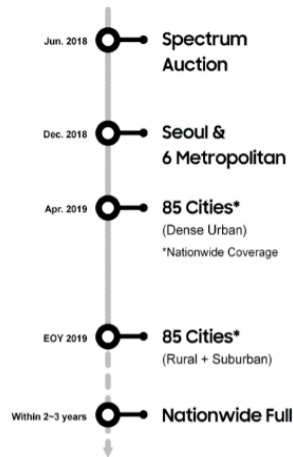 Jun. 2018
Spectrum
Auction
Dec. 2018
Seoul &
6 Metropolitan
Apr. 2019
85 Cities*
(Dense Urban)
*Nationwide Coverage
EOY 2019
85 Cities*
(Rural + Suburban)
Within 2~3 years
Nationwide Full